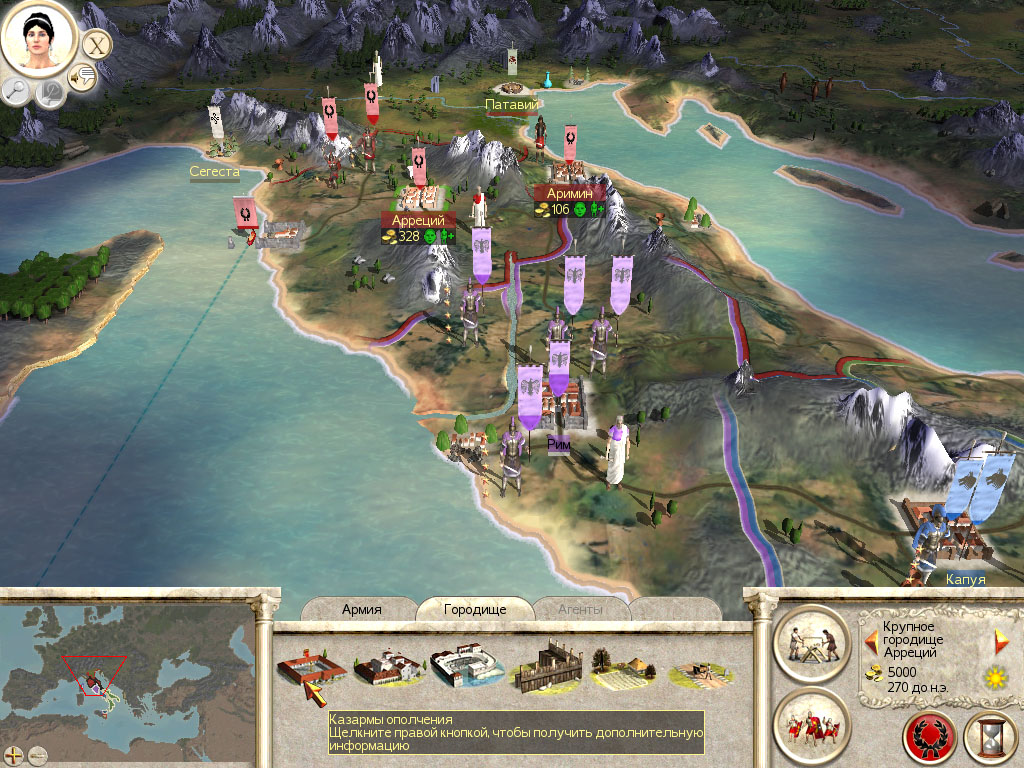 X
Патавий
Сегеста
Аримин
106
Арреций
328
Рим
Капуя
Армия
Городище
Агенты
Крупное
городище
Арреций
5000
270 до н.э.
Казармы ополчения
Щелкните правой кнопкой, чтобы получить дополнительную
информацию